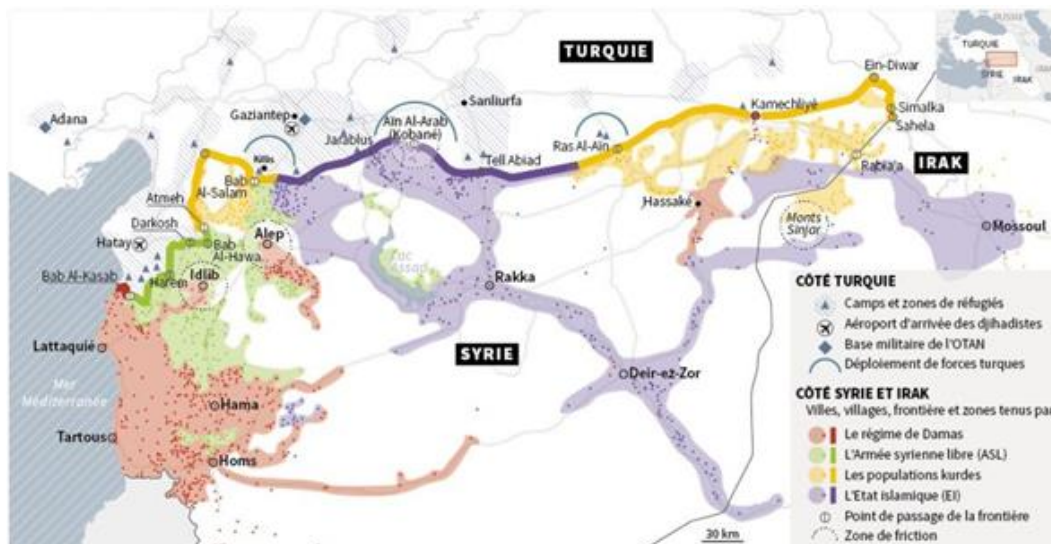 TURQUIE
Ein-Diwar
Simalka
Sahela
Kamechliyé
Adana
Gaziantep
Sanliurfa
Jarablus
Aïn Al-Arab
(Kobané)
Ras Al-Aïn
Tell Abiad
Kilis
Bab
Al-Salam
Atmeh
Darkosh
Hatay
Bab
Al-Hawa
Alep
Bab Al-Kasab
Harem
Idlib
Lac
Assad
Rakka
Hassaké
Rabia'a
IRAK
Monts
Sinjar
Mossoul
Lattaquié
SYRIE
Deir-ez-Zor
Mer
Méditerranée
Hama
Tartous
Homs
30 km
TURQUIE
SYRIE
IRAK
CÔTÉ TURQUIE
Camps et zones de réfugiés
Aéroport d'arrivée des djihadistes
Base militaire de l'OTAN
Déploiement de forces turques
CÔTÉ SYRIE ET IRAK
Villes, villages, frontière et zones tenus par
Le régime de Damas
L'Armée syrienne libre (ASL)
Les populations kurdes
L'Etat islamique (EI)
Point de passage de la frontière
Zone de friction